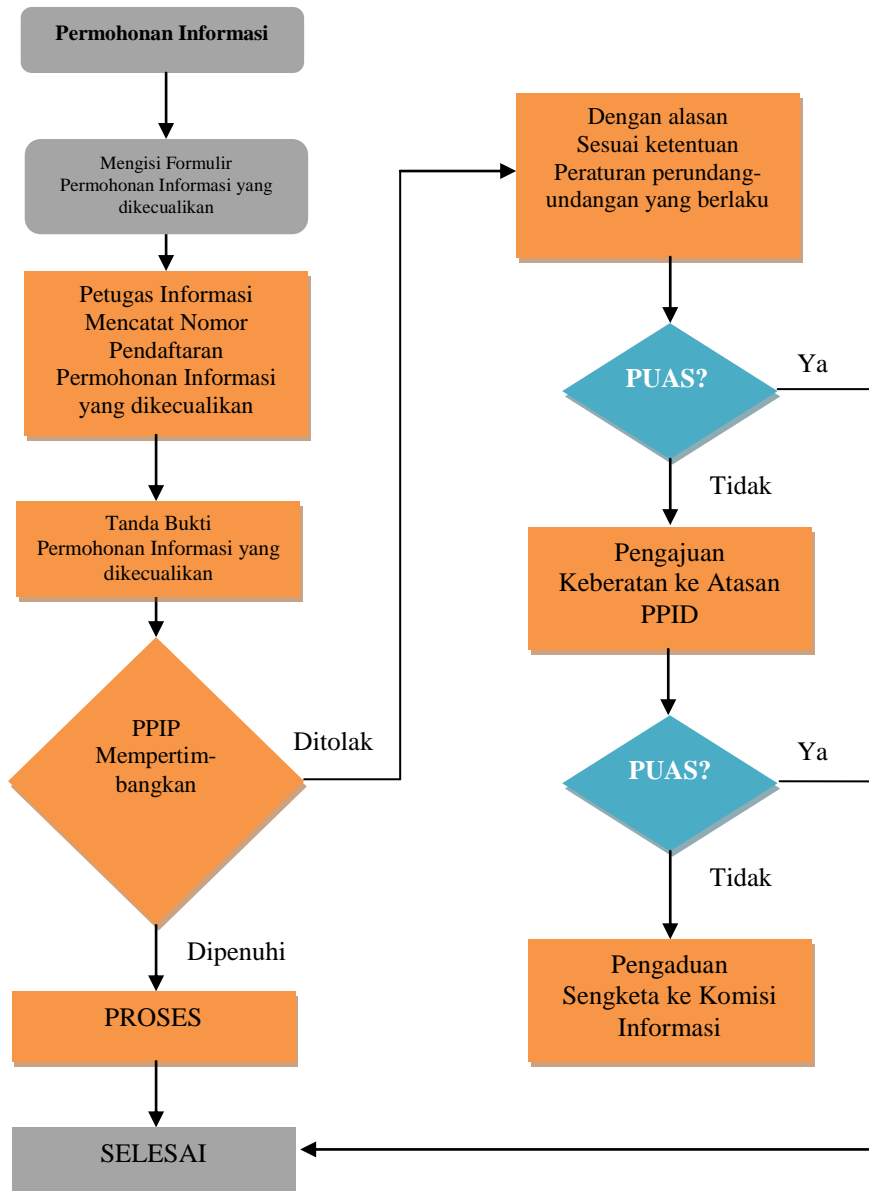 Permohonan Informasi
Mengisi Formulir
Permohonan Informasi yang
dikecualikan
Petugas Informasi
Mencatat Nomor
Pendaftaran
Permohonan Informasi
yang dikecualikan
Tanda Bukti
Permohonan Informasi yang
dikecualikan
PPIP
Mempertim-
bangkan
Ditolak
Dipenuhi
PROSES
SELESAI
Dengan alasan
Sesuai ketentuan
Peraturan perundang-
undangan yang berlaku
PUAS?
Ya
Tidak
Pengajuan
Keberatan ke Atasan
PPID
PUAS?
Ya
Tidak
Pengaduan
Sengketa ke Komisi
Informasi